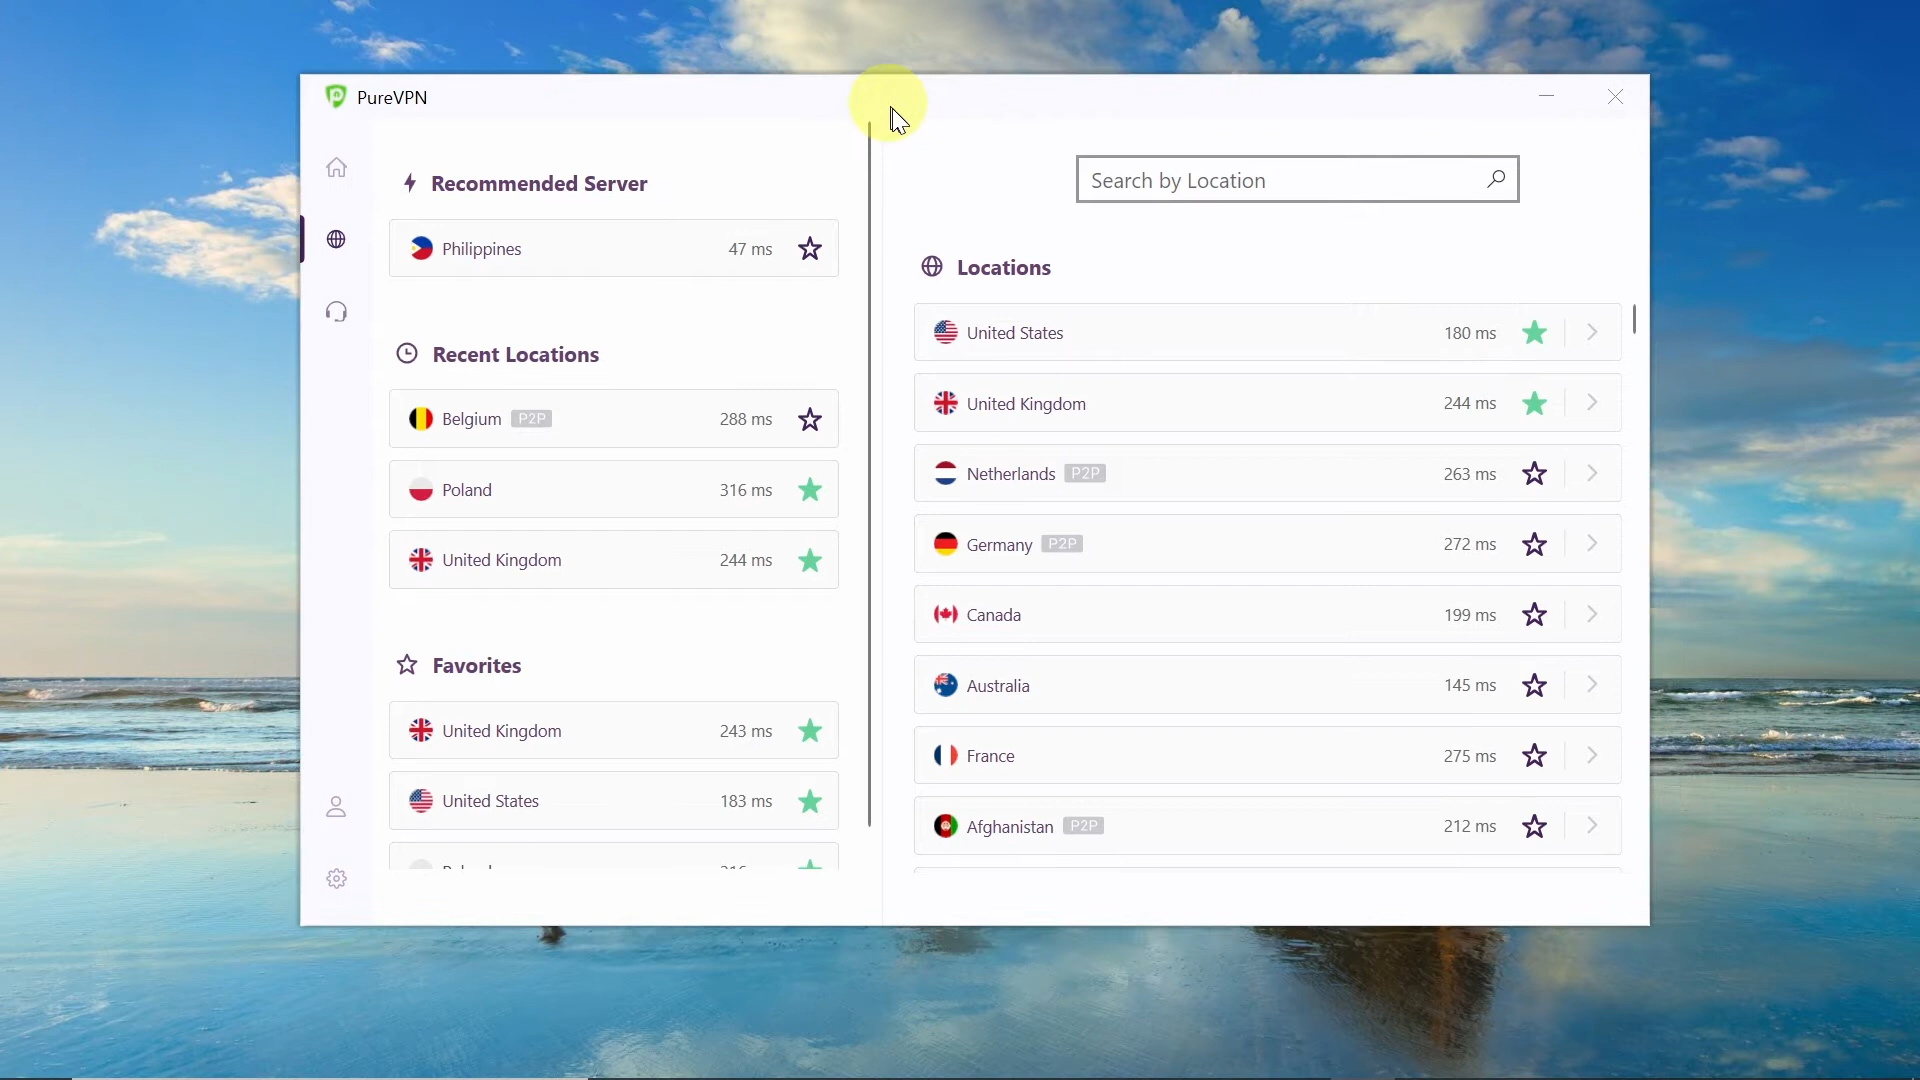 PureVPN
Recommended Server
Philippines 47 ms
Recent Locations
Belgium P2P 288 ms
Poland 316 ms
United Kingdom 244 ms
Favorites
United Kingdom 243 ms
United States 183 ms
Search by Location
Locations
United States 180 ms
United Kingdom 244 ms
Netherlands P2P 263 ms
Germany P2P 272 ms
Canada 199 ms
Australia 145 ms
France 275 ms
Afghanistan P2P 212 ms